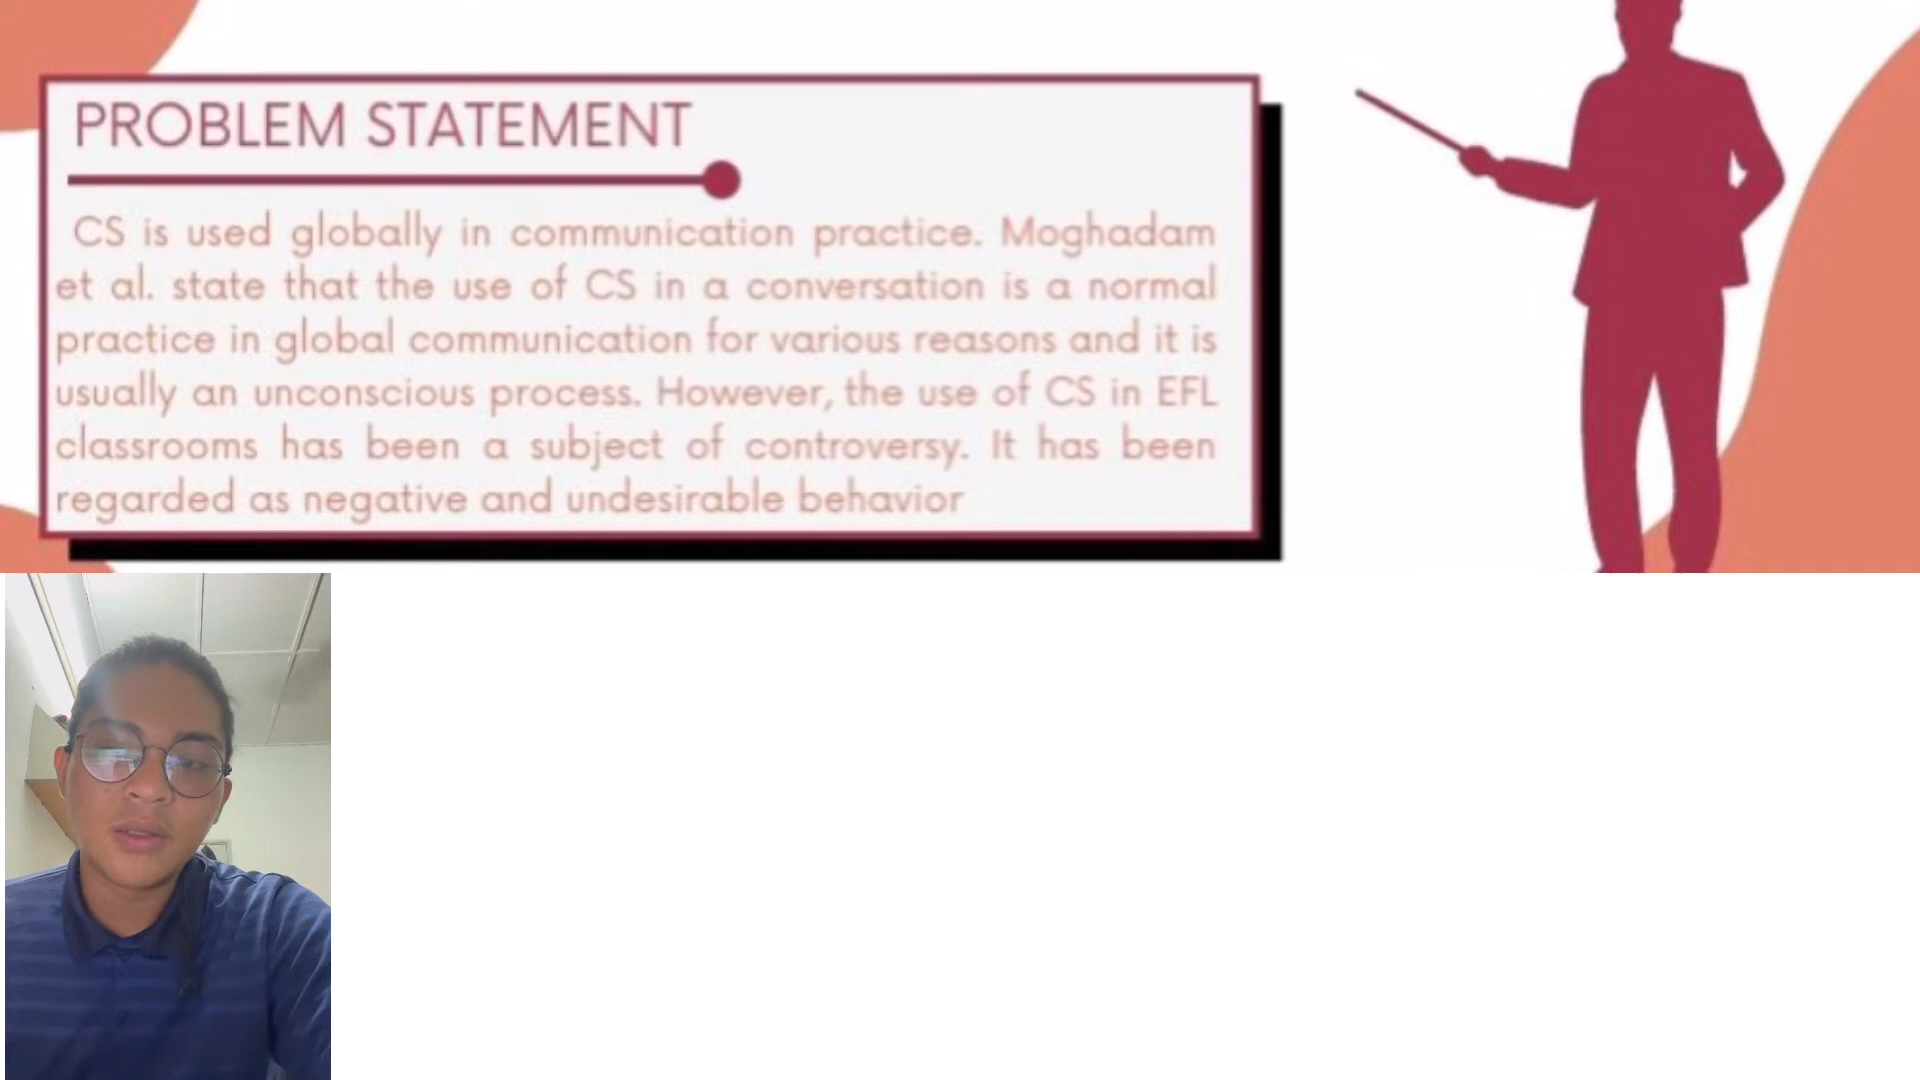 PROBLEM STATEMENT
CS is used globally in communication practice. Moghadam
et al. state that the use of CS in a conversation is a normal
practice in global communication for various reasons and it is
usually an unconscious process. However, the use of CS in EFL
classrooms has been a subject of controversy. It has been
regarded as negative and undesirable behavior